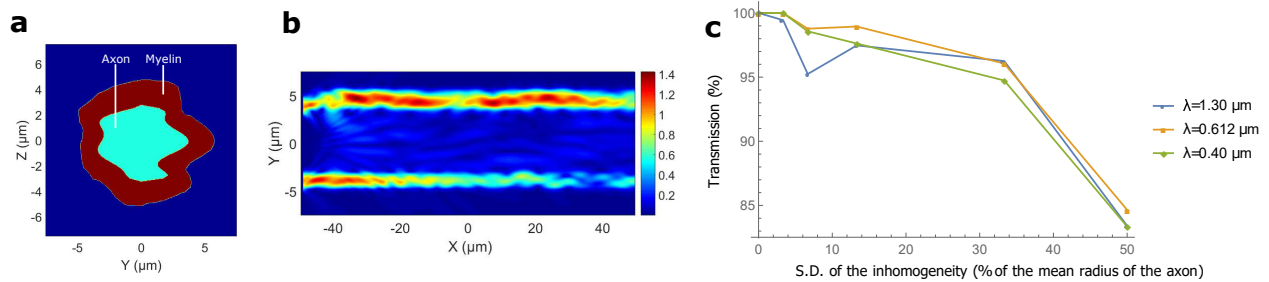 a
Axon Myelin
6
4
2
0
-2
-4
-6
Z (µm)
-5 0 5
Y (µm)
b
5
0
-5
Y (µm)
-40 -20 0 20 40
X (µm)
1.4
1.2
1
0.8
0.6
0.4
0.2
c
100
95
90
85
Transmission (%)
0 10 20 30 40 50
S.D. of the inhomogeneity (% of the mean radius of the axon)
λ=1.30 µm
λ=0.612 µm
λ=0.40 µm